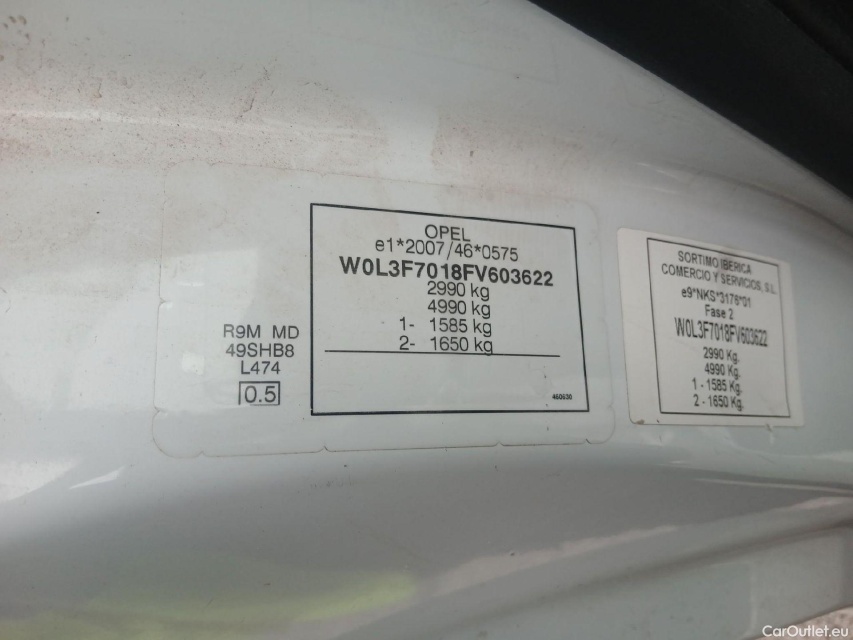 OPEL
e1*2007/46*0575
W0L3F7018FV603622
2990 kg
4990 kg
1- 1585 kg
2- 1650 kg
460630
R9M MD
49SHB8
L474
0.5
SORTIMO IBERICA
COMERCIO Y SERVICIOS, S.L.
e9*NKS*3176*01
Fase 2
W0L3F7018FV603622
2990 Kg.
4990 Kg.
1 - 1585 Kg.
2 - 1650 Kg.
CarOutlet.eu